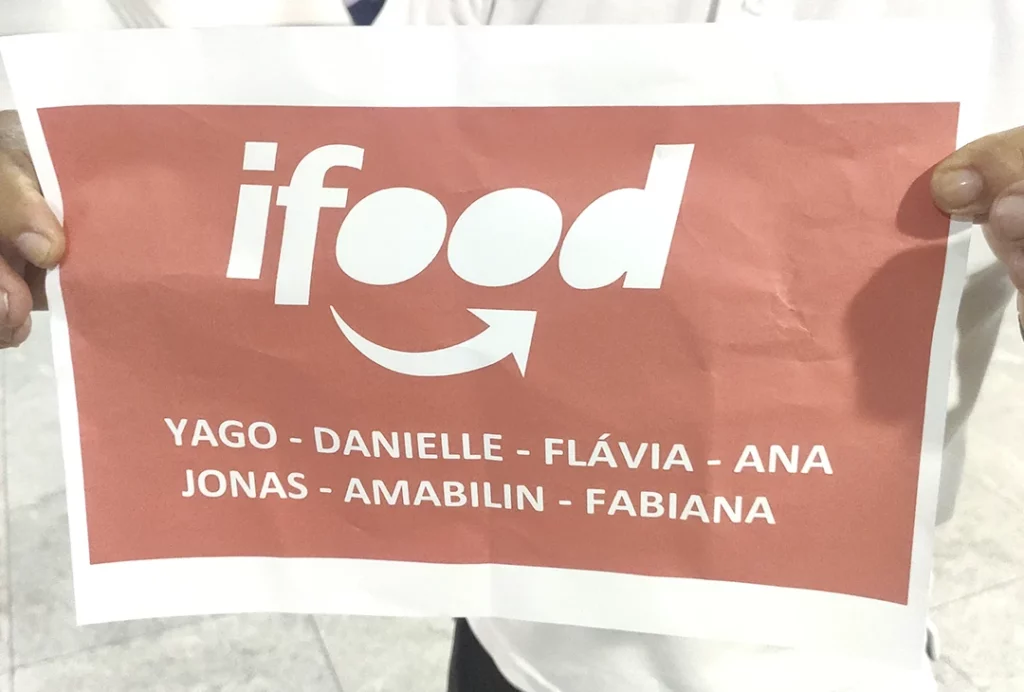 ifood
YAGO - DANIELLE - FLÁVIA - ANA
JONAS - AMABILIN - FABIANA